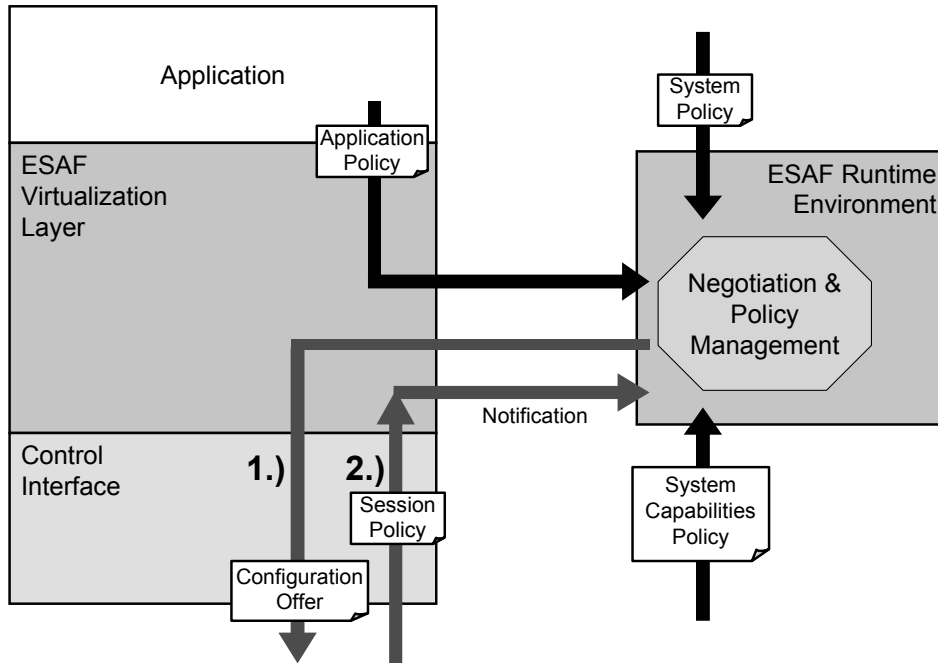 Application
System
Policy
Application
Policy
ESAF
Virtualization
Layer
ESAF Runtime
Environment
Negotiation &
Policy
Management
Notification
Control
Interface
1.)
2.)
Session
Policy
System
Capabilities
Policy
Configuration
Offer